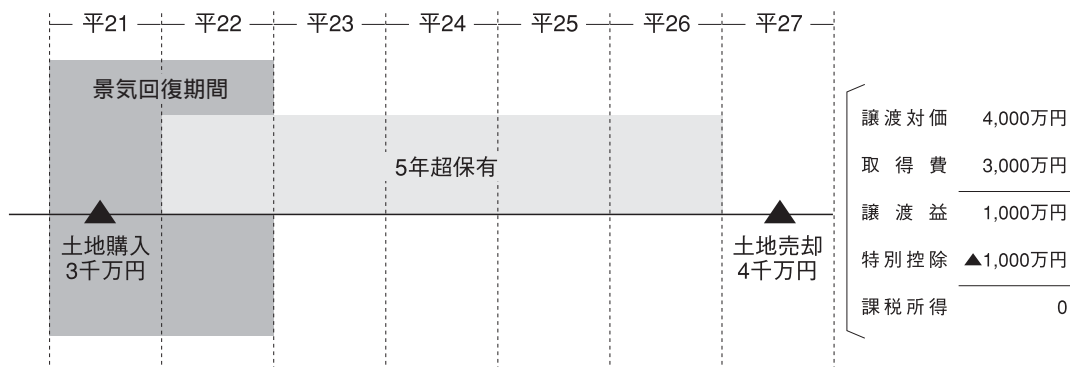 平21 平22 平23 平24 平25 平26 平27
景気回復期間
5年超保有
土地購入
3千万円
土地売却
4千万円
譲渡対価 4,000万円
取得費 3,000万円
譲渡益 1,000万円
特別控除 ▲1,000万円
課税所得 0